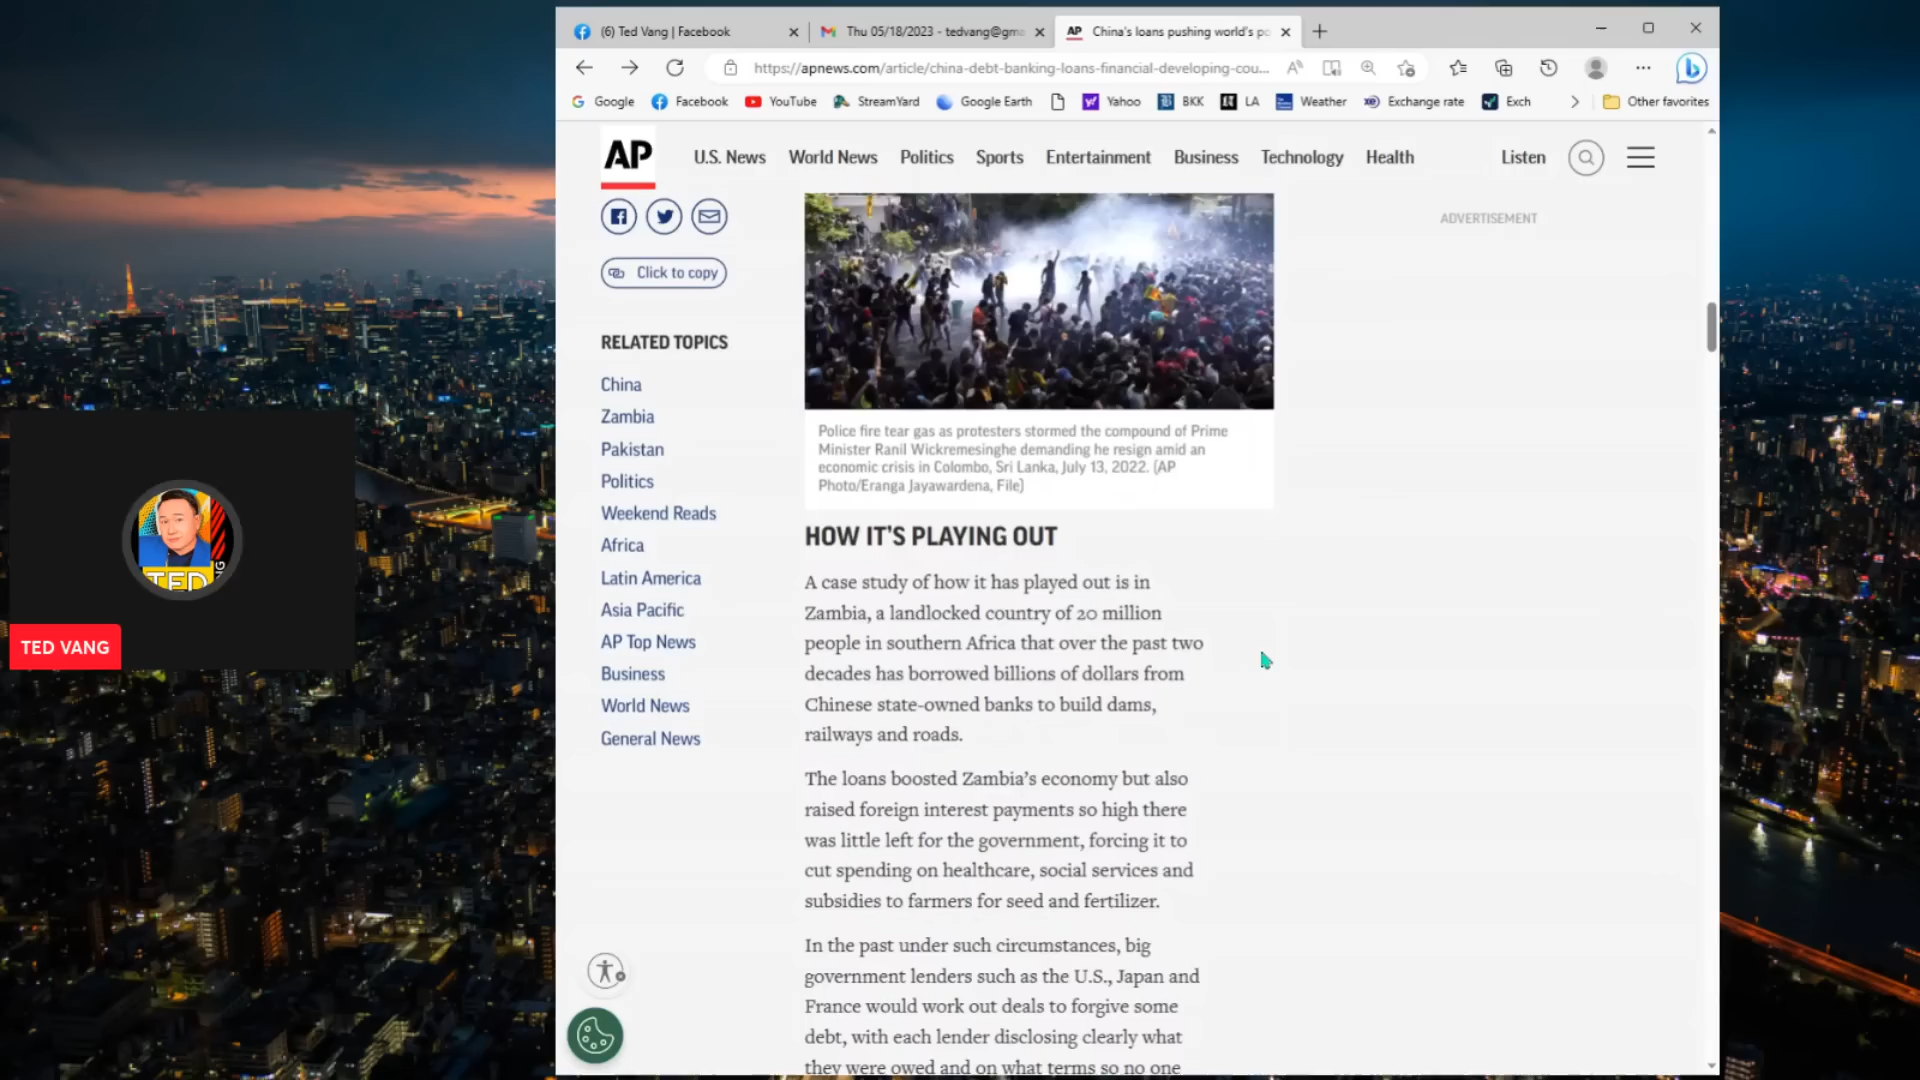 (6) Ted Vang | Facebook
Thu 05/18/2023 - tedvang@gma
AP China's loans pushing world's po
https://apnews.com/article/china-debt-banking-loans-financial-developing-cou...
Google Facebook YouTube StreamYard Google Earth Yahoo BKK LA Weather Exchange rate Exch Other favorites
AP
U.S. News World News Politics Sports Entertainment Business Technology Health Listen
Click to copy
RELATED TOPICS
China
Zambia
Pakistan
Politics
Weekend Reads
Africa
Latin America
Asia Pacific
AP Top News
Business
World News
General News
ADVERTISEMENT
Police fire tear gas as protesters stormed the compound of Prime
Minister Ranil Wickremesinghe demanding he resign amid an
economic crisis in Colombo, Sri Lanka, July 13, 2022. (AP
Photo/Eranga Jayawardena, File)
HOW IT'S PLAYING OUT
A case study of how it has played out is in
Zambia, a landlocked country of 20 million
people in southern Africa that over the past two
decades has borrowed billions of dollars from
Chinese state-owned banks to build dams,
railways and roads.
The loans boosted Zambia's economy but also
raised foreign interest payments so high there
was little left for the government, forcing it to
cut spending on healthcare, social services and
subsidies to farmers for seed and fertilizer.
In the past under such circumstances, big
government lenders such as the U.S., Japan and
France would work out deals to forgive some
debt, with each lender disclosing clearly what
they were owed and on what terms so no one
TED
TED VANG